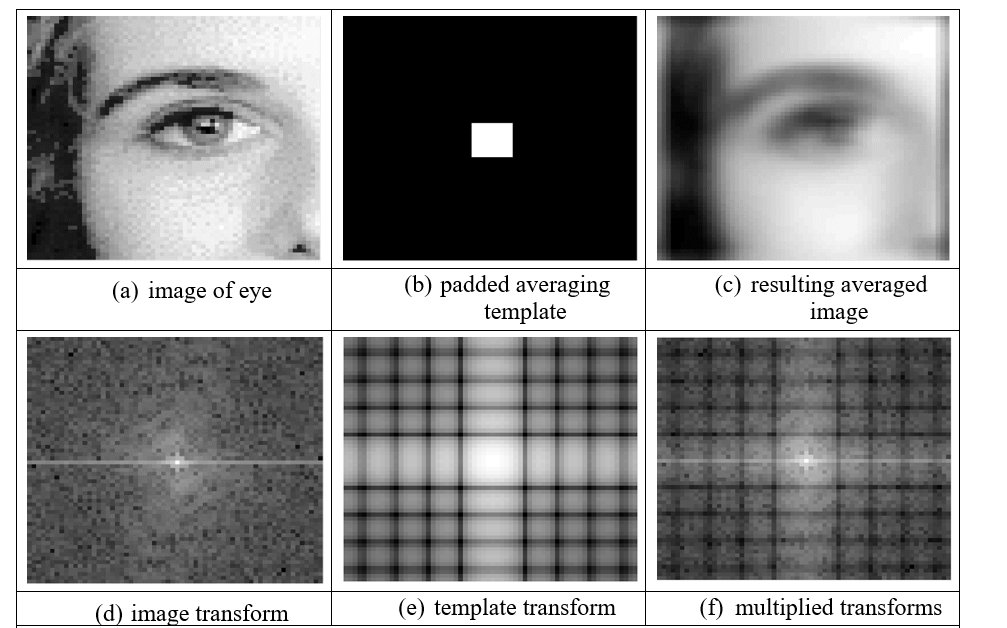 (a) image of eye
(b) padded averaging
template
(c) resulting averaged
image
(d) image transform
(e) template transform
(f) multiplied transforms